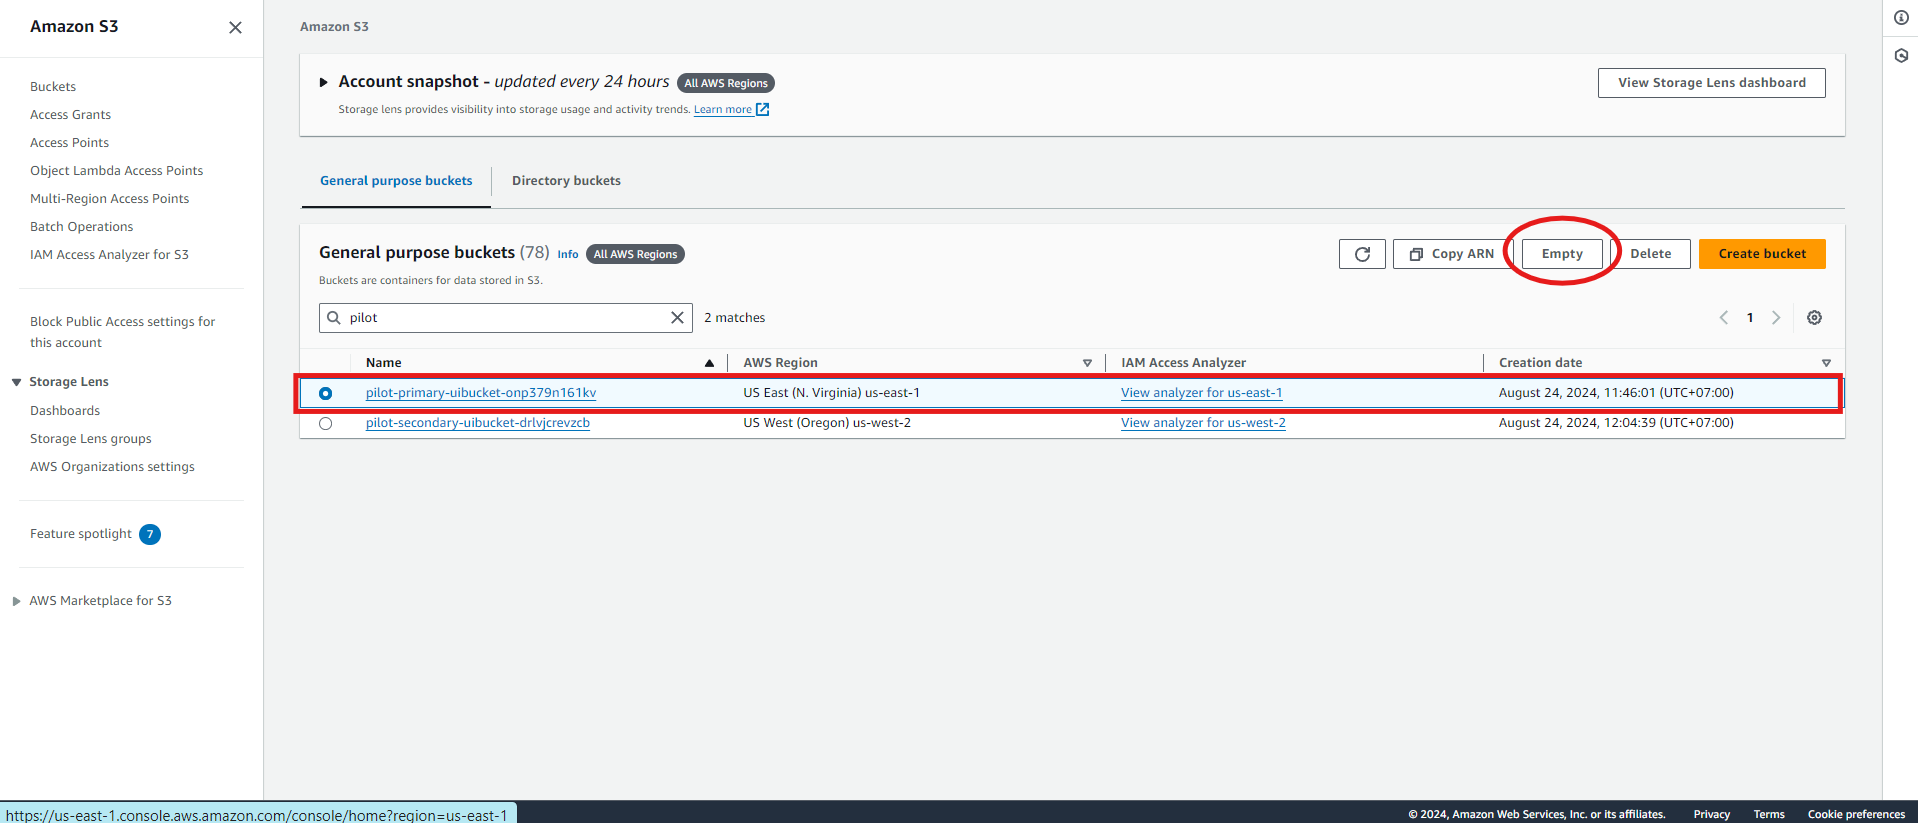 Amazon S3
Buckets
Access Grants
Access Points
Object Lambda Access Points
Multi-Region Access Points
Batch Operations
IAM Access Analyzer for S3
Block Public Access settings for
this account
Storage Lens
Dashboards
Storage Lens groups
AWS Organizations settings
Feature spotlight 7
AWS Marketplace for S3
Amazon S3
Account snapshot - updated every 24 hours All AWS Regions
View Storage Lens dashboard
Storage lens provides visibility into storage usage and activity trends. Learn more
General purpose buckets Directory buckets
General purpose buckets (78) Info All AWS Regions
Copy ARN Empty Delete Create bucket
Buckets are containers for data stored in S3.
pilot 2 matches 1
Name AWS Region IAM Access Analyzer Creation date
pilot-primary-uibucket-onp379n161kv US East (N. Virginia) us-east-1 View analyzer for us-east-1 August 24, 2024, 11:46:01 (UTC+07:00)
pilot-secondary-uibucket-drlvjcrevzcb US West (Oregon) us-west-2 View analyzer for us-west-2 August 24, 2024, 12:04:39 (UTC+07:00)
https://us-east-1.console.aws.amazon.com/console/home?region=us-east-1
© 2024, Amazon Web Services, Inc. or its affiliates. Privacy Terms Cookie preferences